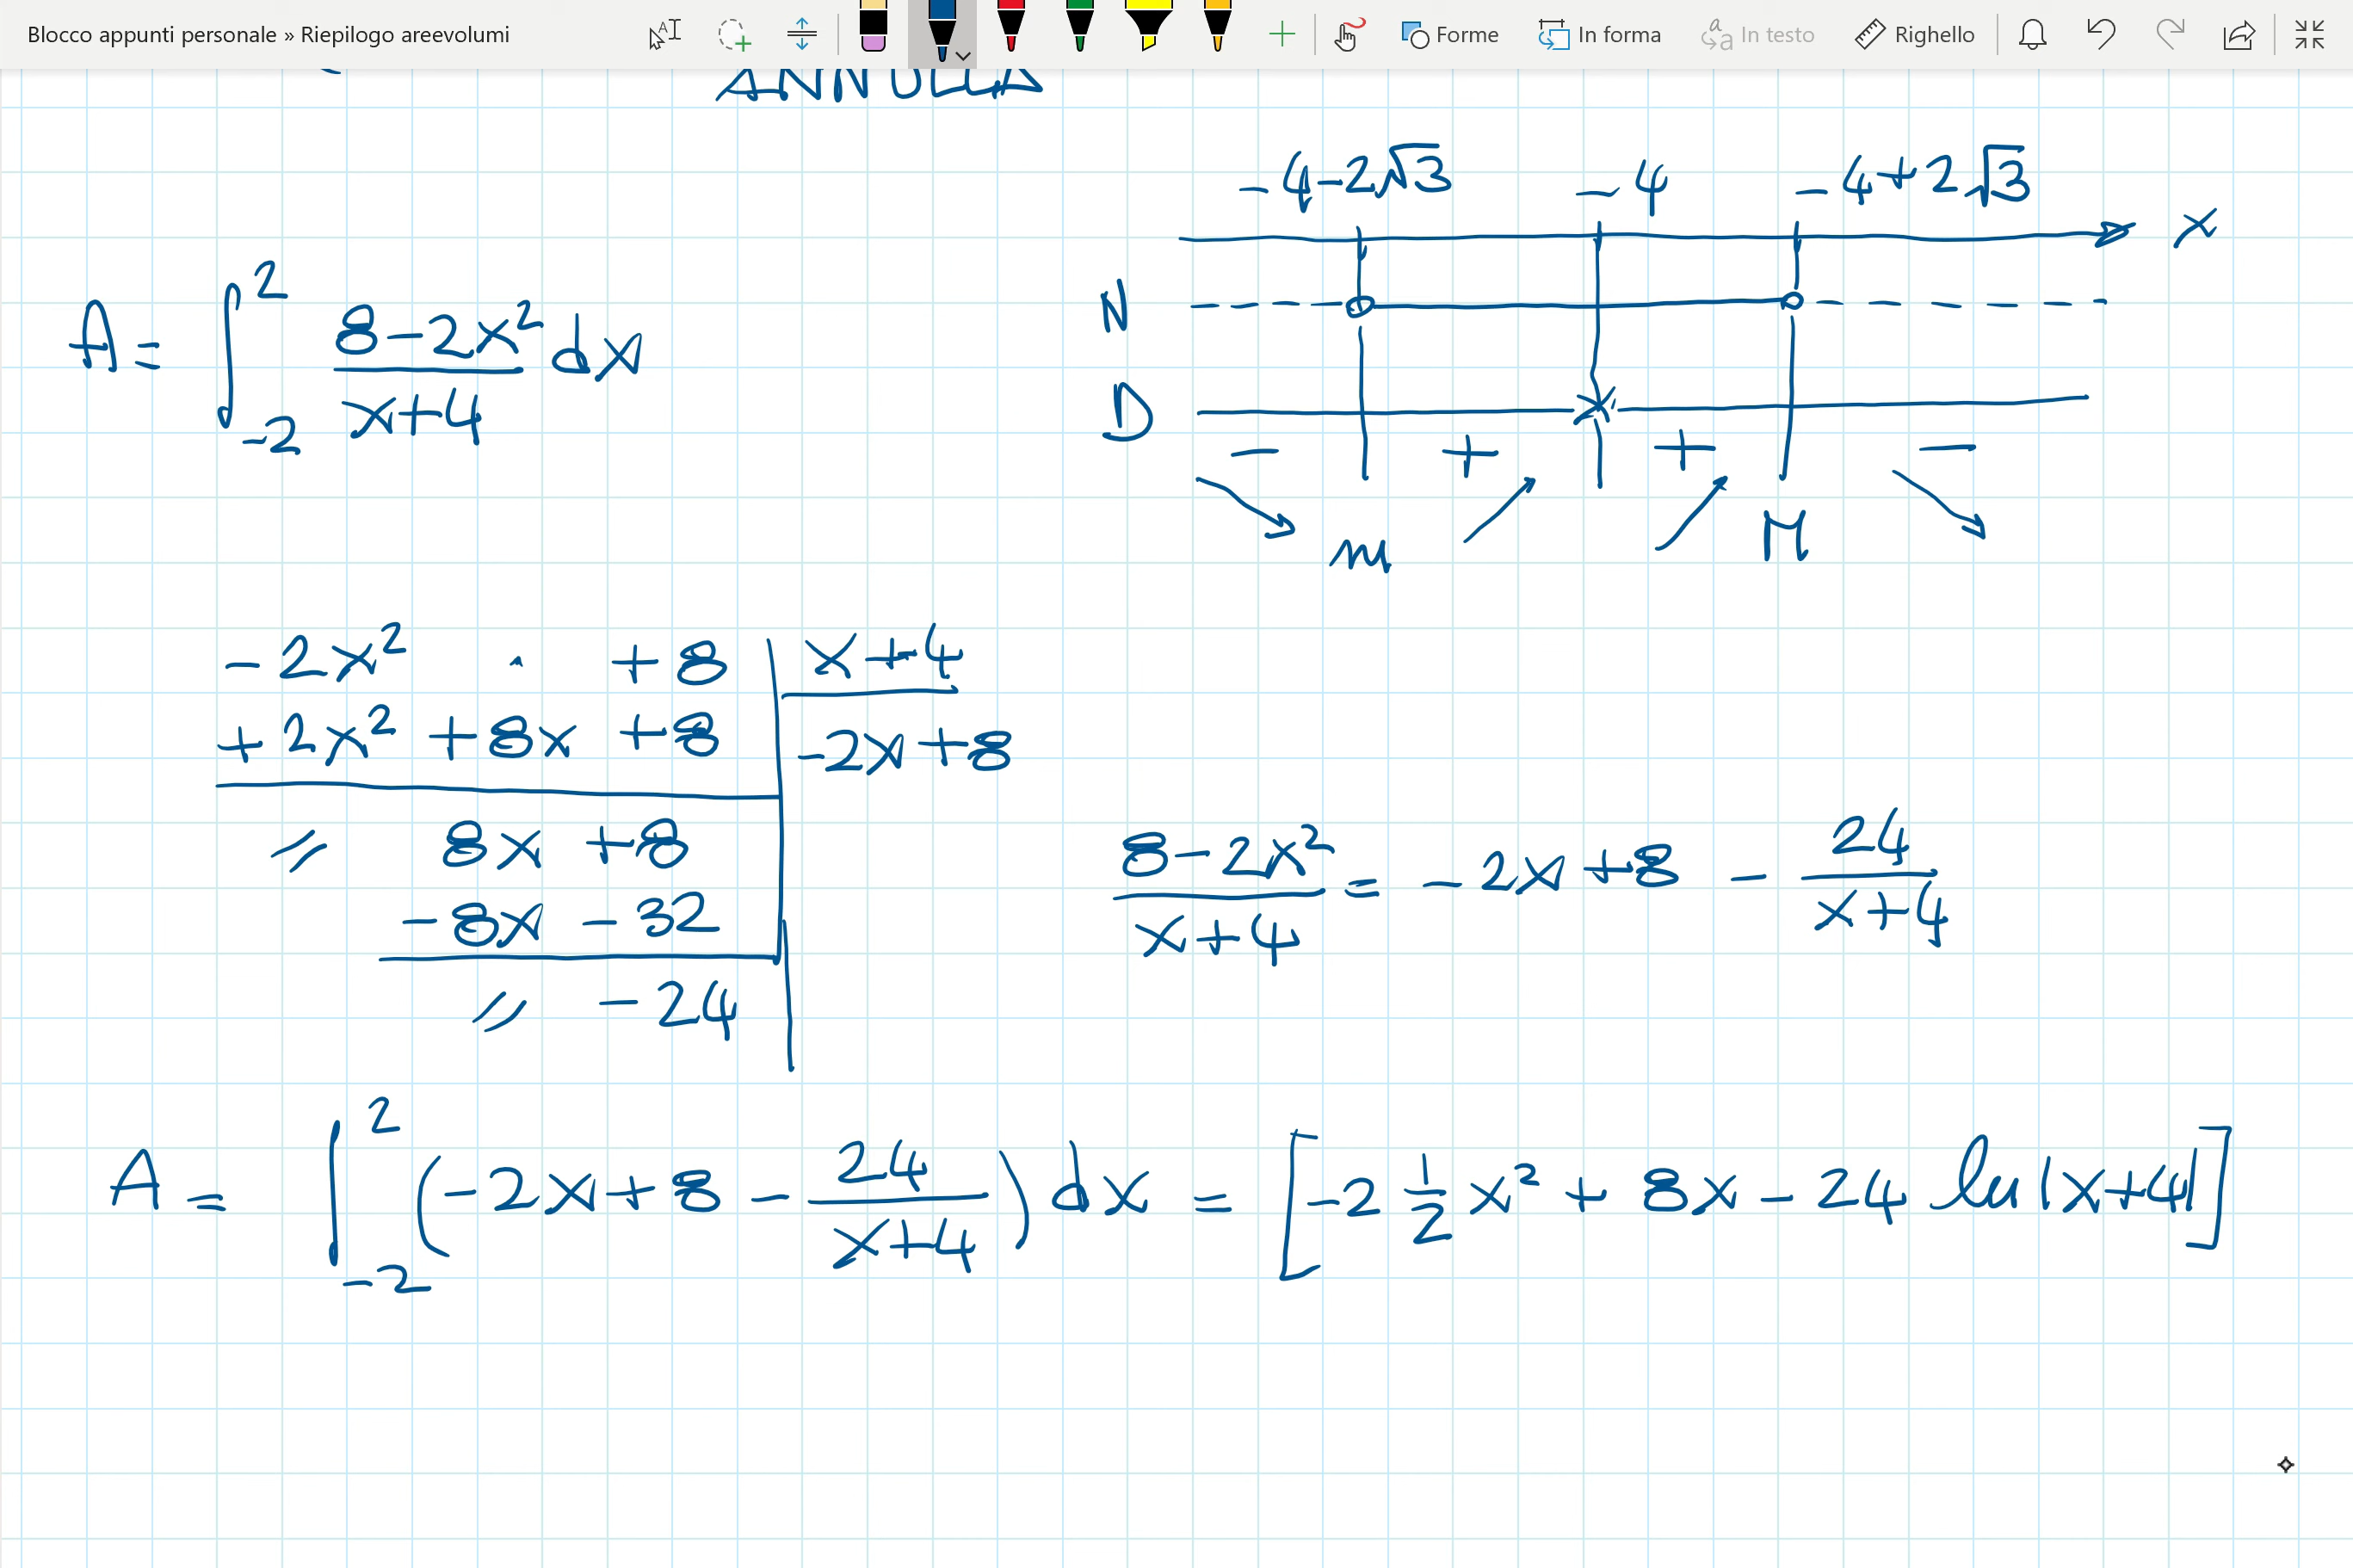 Blocco appunti personale » Riepilogo areevolumi Forme In forma In testo Righello
ANNULLA
-4-2√3 -4 -4+2√3
x
N
A = ∫_{-2}^{2} (8-2x²)/(x+4) dx
D
- + + -
m M
-2x² · +8 | x+4
+2x² +8x +8 | -2x+8
// 8x +8
-8x -32
// -24
(8-2x²)/(x+4) = -2x+8 - 24/(x+4)
A = ∫_{-2}^{2} (-2x+8 - 24/(x+4)) dx = [-2 1/2 x² + 8x - 24 ln|x+4|]